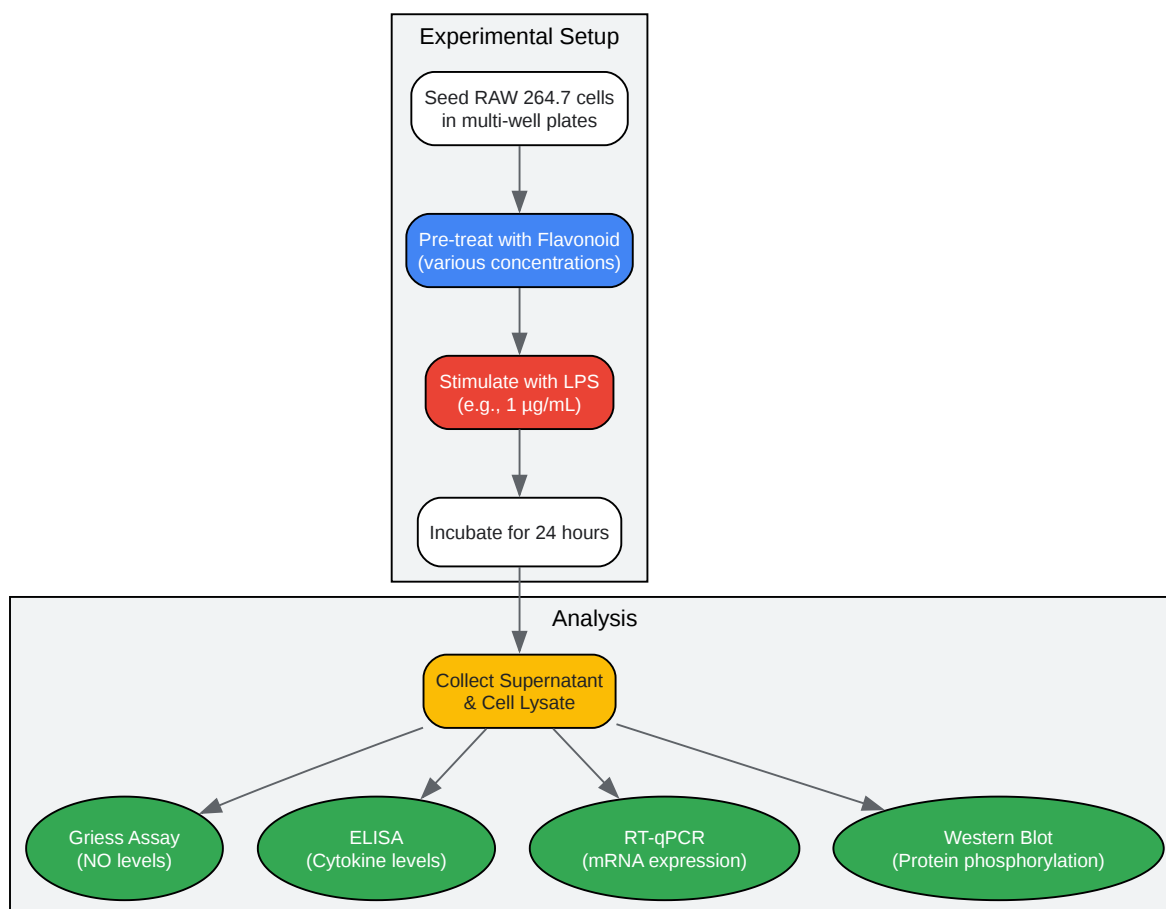 Experimental Setup
Seed RAW 264.7 cells
in multi-well plates
Pre-treat with Flavonoid
(various concentrations)
Stimulate with LPS
(e.g., 1 µg/mL)
Incubate for 24 hours
Analysis
Collect Supernatant
& Cell Lysate
Griess Assay
(NO levels)
ELISA
(Cytokine levels)
RT-qPCR
(mRNA expression)
Western Blot
(Protein phosphorylation)